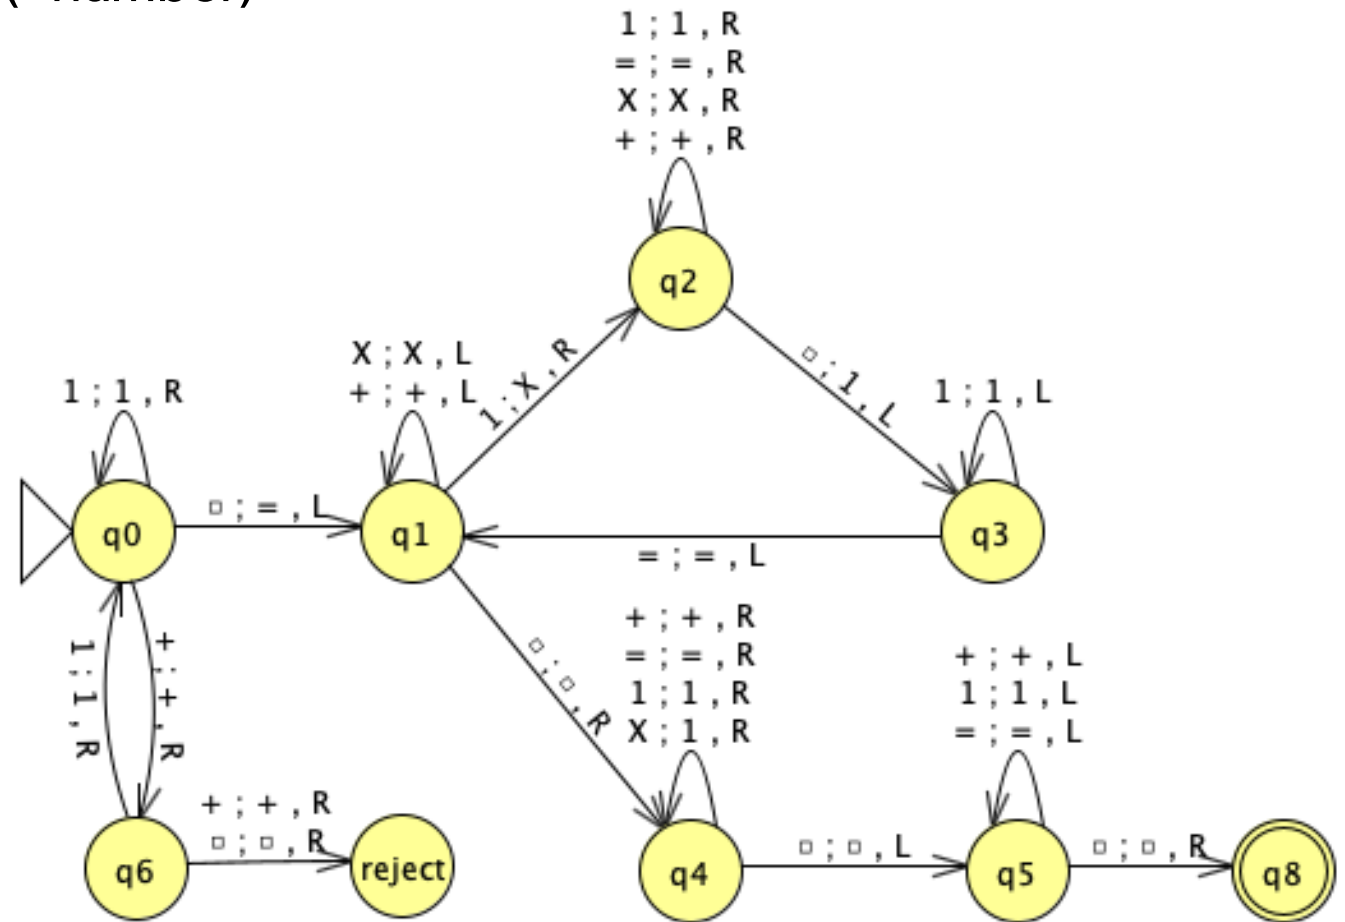 1 ; 1 , R
= ; = , R
X ; X , R
+ ; + , R
q2
X ; X , L
+ ; + , L
1 ; X , R
□ ; 1 , L
1 ; 1 , R
1 ; 1 , L
q0
□ ; = , L
q1
q3
= ; = , L
1 ; 1 , R
+ ; + , R
□ ; □ , R
+ ; + , R
= ; = , R
1 ; 1 , R
X ; 1 , R
+ ; + , L
1 ; 1 , L
= ; = , L
+ ; + , R
□ ; □ , R
q6
reject
q4
□ ; □ , L
q5
□ ; □ , R
q8